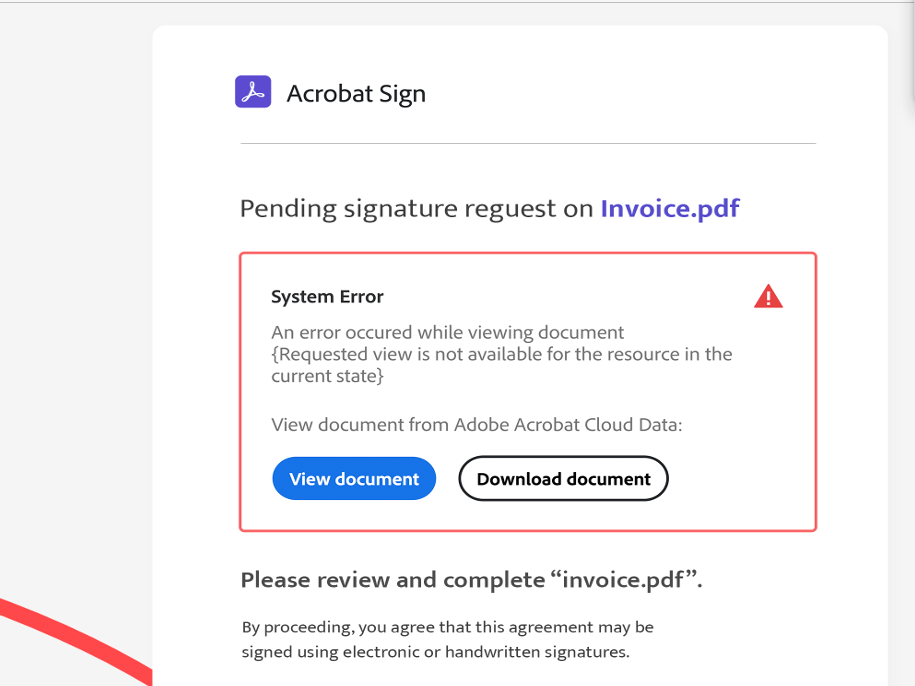 Acrobat Sign
Pending signature reguest on Invoice.pdf
System Error
An error occured while viewing document
{Requested view is not available for the resource in the
current state}
View document from Adobe Acrobat Cloud Data:
View document
Download document
Please review and complete “invoice.pdf”.
By proceeding, you agree that this agreement may be
signed using electronic or handwritten signatures.